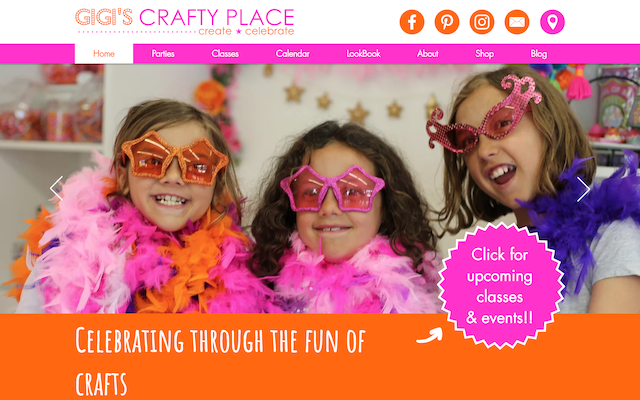 GIGI'S CRAFTY PLACE
create ★ celebrate
Home Parties Classes Calendar LookBook About Shop Blog
Click for
upcoming
classes
& events!!
Celebrating through the fun of
crafts